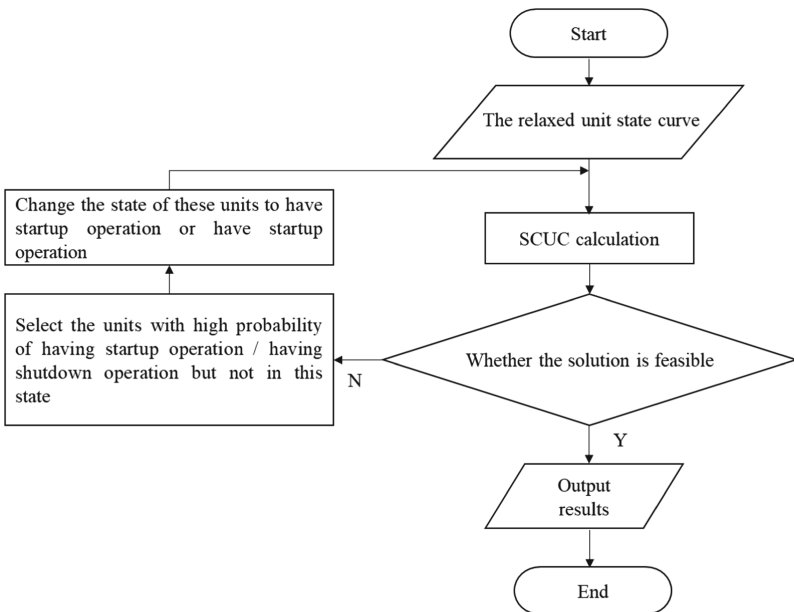 Start
The relaxed unit state curve
Change the state of these units to have
startup operation or have startup
operation
SCUC calculation
Select the units with high probability
of having startup operation / having
shutdown operation but not in this
state
Whether the solution is feasible
N
Y
Output
results
End